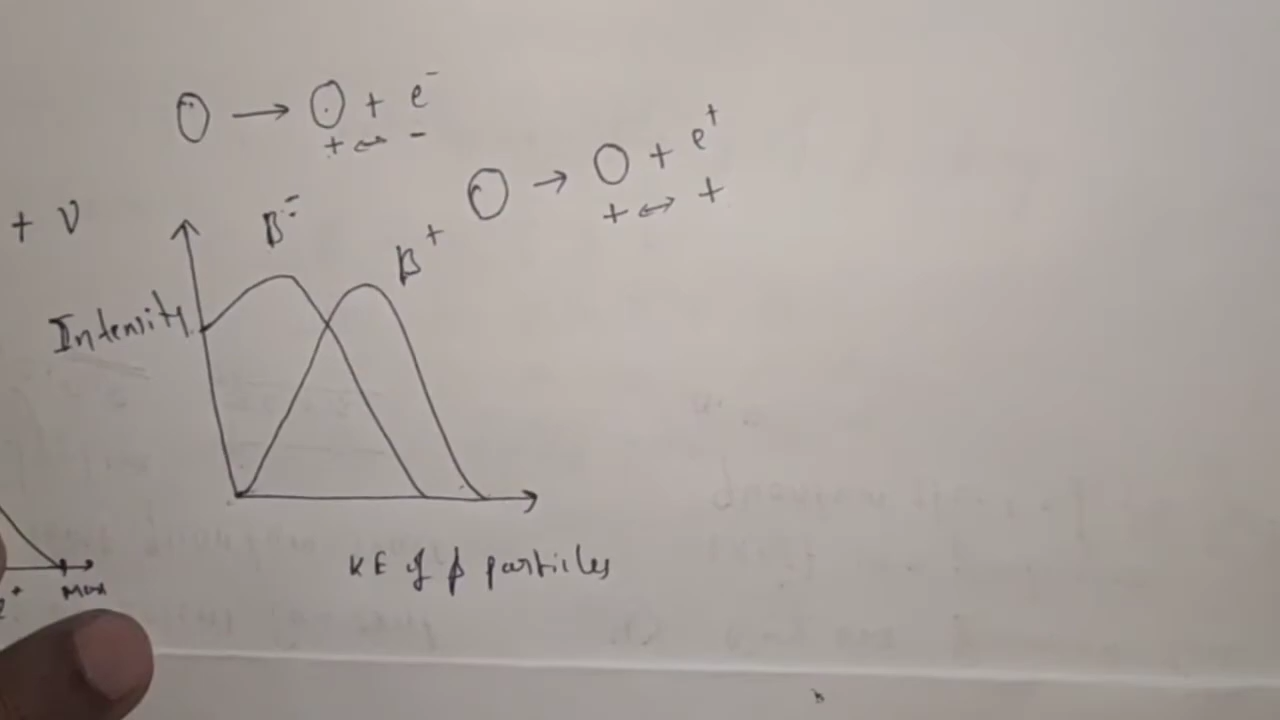 O → O + e⁻
+ ↔ −
O → O + e⁺
+ ↔ +
+ ν
β⁻
β⁺
Intensity
KE of β particles
Max